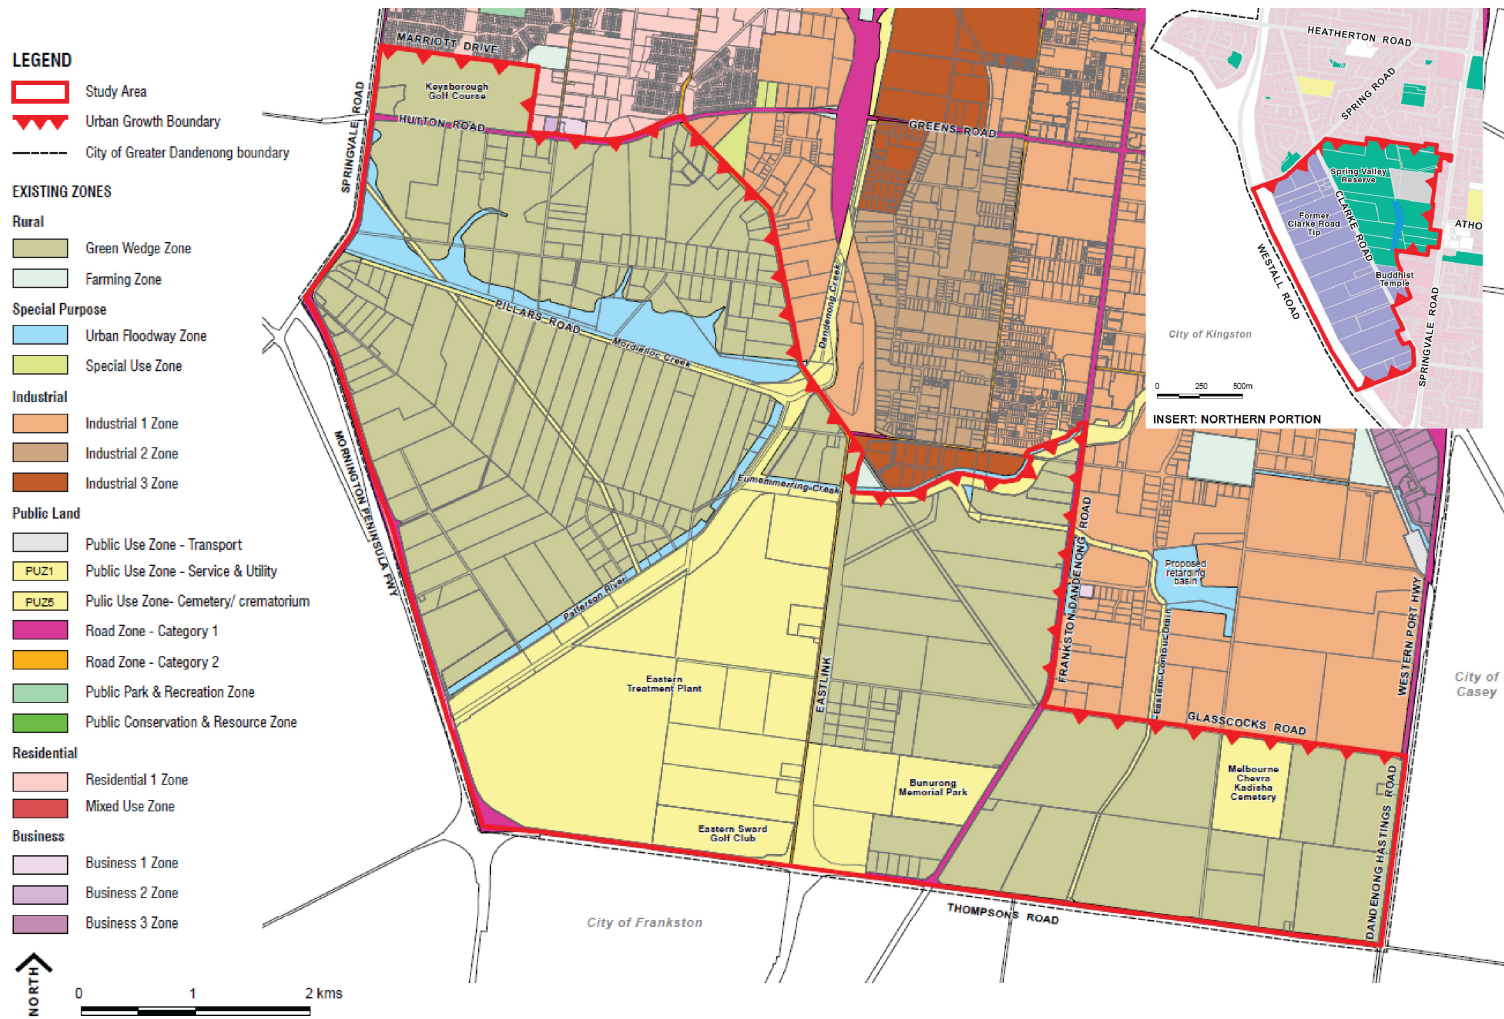 LEGEND
Study Area
Urban Growth Boundary
City of Greater Dandenong boundary
EXISTING ZONES
Rural
Green Wedge Zone
Farming Zone
Special Purpose
Urban Floodway Zone
Special Use Zone
Industrial
Industrial 1 Zone
Industrial 2 Zone
Industrial 3 Zone
Public Land
Public Use Zone - Transport
PUZ1 Public Use Zone - Service & Utility
PUZ5 Pulic Use Zone- Cemetery/ crematorium
Road Zone - Category 1
Road Zone - Category 2
Public Park & Recreation Zone
Public Conservation & Resource Zone
Residential
Residential 1 Zone
Mixed Use Zone
Business
Business 1 Zone
Business 2 Zone
Business 3 Zone
NORTH
0 1 2 kms
MARRIOTT DRIVE
Keysborough
Golf Course
SPRINGVALE ROAD
HUTTON ROAD
GREENS ROAD
PILLARS ROAD
Mordialloc Creek
Dandenong Creek
Eumemmerring Creek
Patterson River
MORNINGTON PENINSULA FWY
Eastern
Treatment Plant
EASTLINK
Eastern Sward
Golf Club
Bunurong
Memorial Park
FRANKSTON DANDENONG ROAD
Proposed
retarding
basin
Eastern Contour Drain
GLASSCOCKS ROAD
Melbourne
Chevra
Kadisha
Cemetery
WESTERN PORT HWY
DANDENONG HASTINGS ROAD
THOMPSONS ROAD
City of Frankston
City of
Casey
HEATHERTON ROAD
SPRING ROAD
Spring Valley
Reserve
CLARKE ROAD
Former
Clarke Road
Tip
ATHO
Buddhist
Temple
WESTALL ROAD
SPRINGVALE ROAD
City of Kingston
0 250 500m
INSERT: NORTHERN PORTION